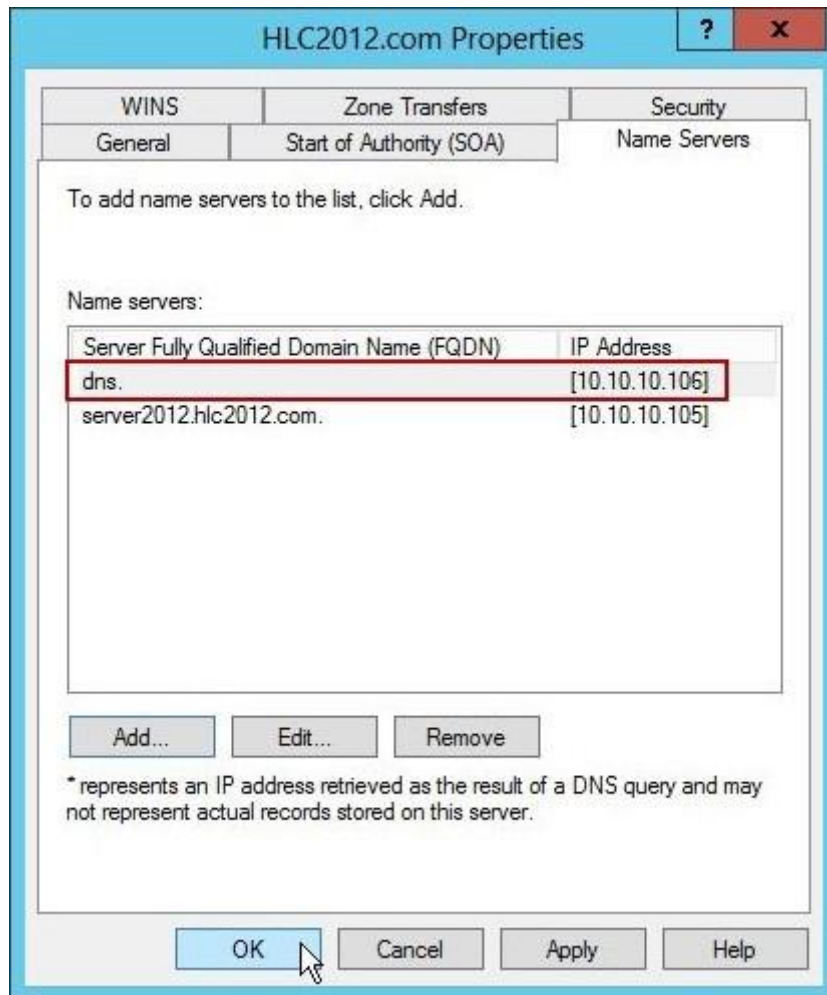 HLC2012.com Properties ? x
WINS Zone Transfers Security
General Start of Authority (SOA) Name Servers
To add name servers to the list, click Add.
Name servers:
Server Fully Qualified Domain Name (FQDN) IP Address
dns. [10.10.10.106]
server2012.hlc2012.com. [10.10.10.105]
Add... Edit... Remove
* represents an IP address retrieved as the result of a DNS query and may
not represent actual records stored on this server.
OK Cancel Apply Help